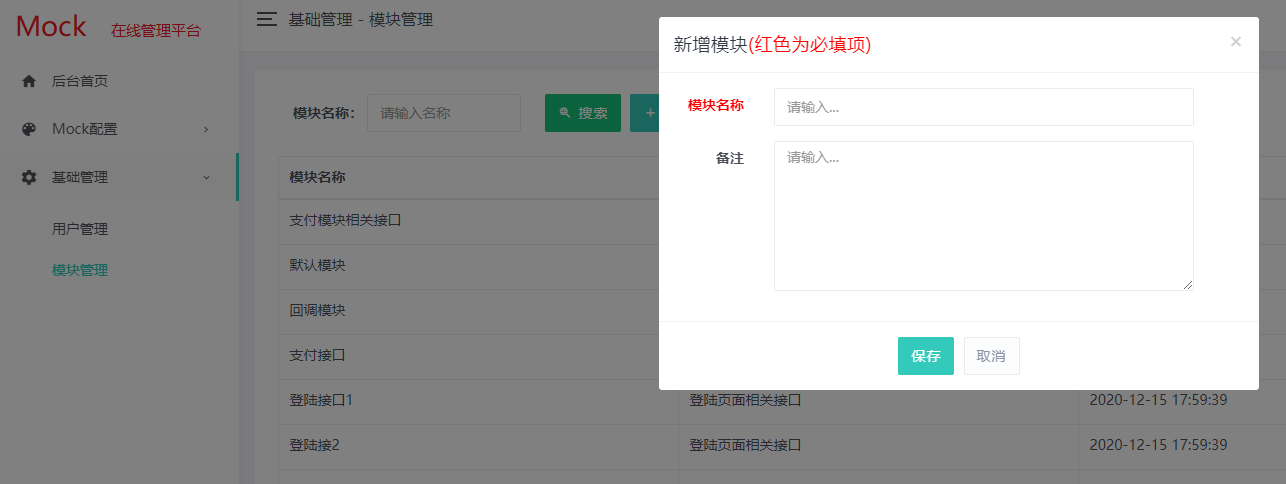 Mock 在线管理平台
基础管理 - 模块管理
后台首页
Mock配置
基础管理
用户管理
模块管理
模块名称： 请输入名称 搜索 +
模块名称
支付模块相关接口
默认模块
回调模块
支付接口
登陆接口1 登陆页面相关接口 2020-12-15 17:59:39
登陆接2 登陆页面相关接口 2020-12-15 17:59:39
新增模块(红色为必填项) ×
模块名称 请输入...
备注 请输入...
保存 取消